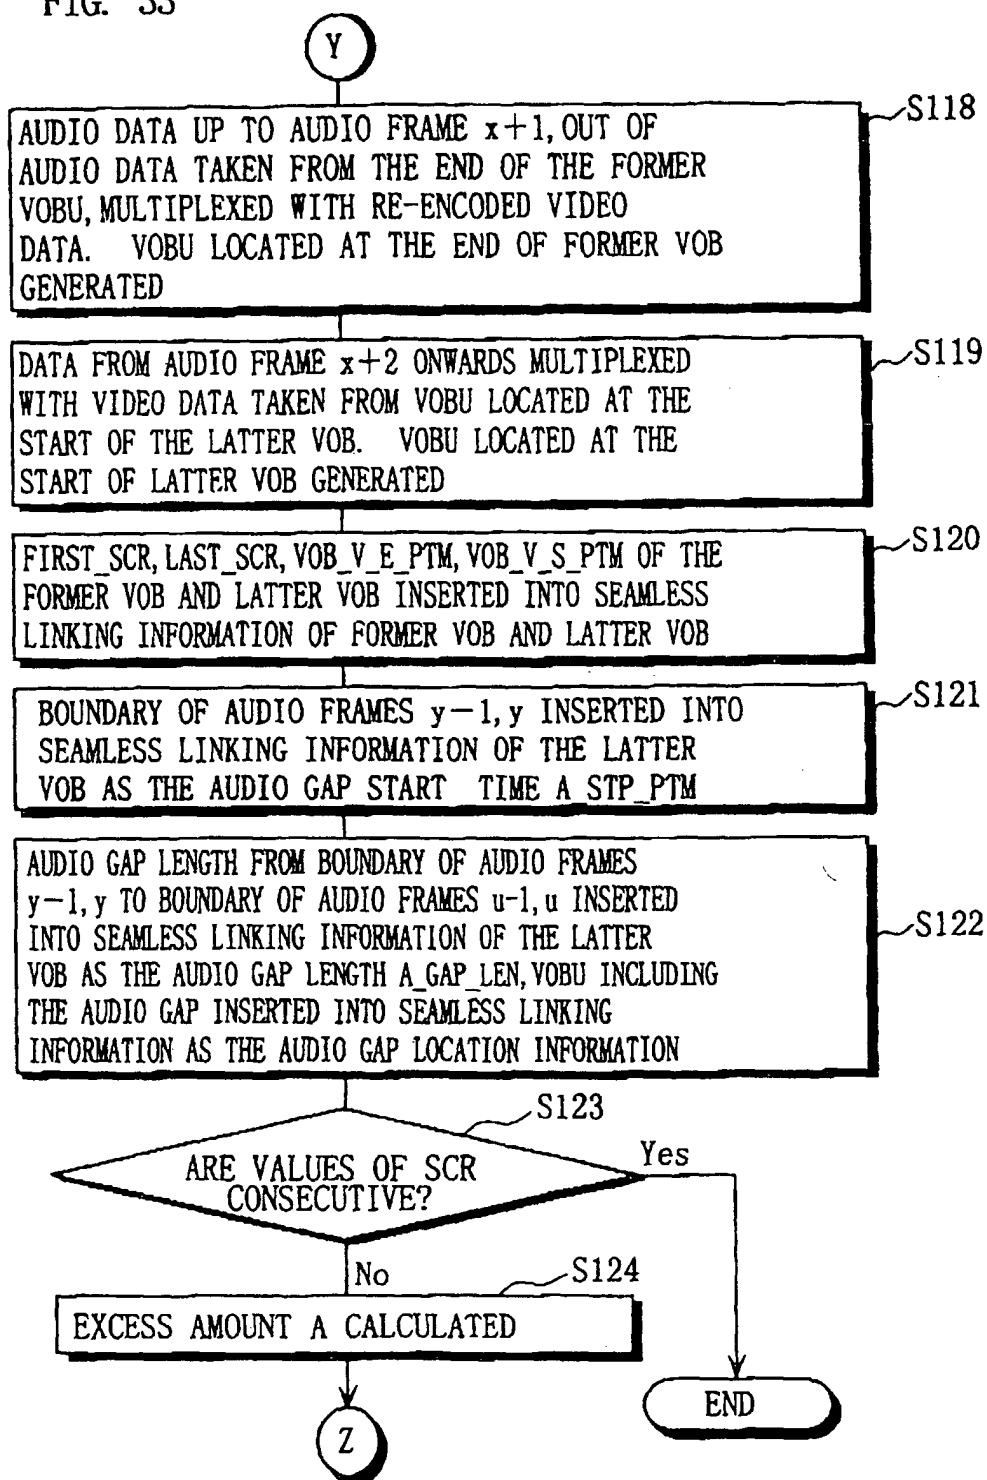 FIG. 33
Y
S118
AUDIO DATA UP TO AUDIO FRAME x+1, OUT OF
AUDIO DATA TAKEN FROM THE END OF THE FORMER
VOBU, MULTIPLEXED WITH RE-ENCODED VIDEO
DATA. VOBU LOCATED AT THE END OF FORMER VOB
GENERATED
S119
DATA FROM AUDIO FRAME x+2 ONWARDS MULTIPLEXED
WITH VIDEO DATA TAKEN FROM VOBU LOCATED AT THE
START OF THE LATTER VOB. VOBU LOCATED AT THE
START OF LATTER VOB GENERATED
S120
FIRST_SCR, LAST_SCR, VOB_V_E_PTM, VOB_V_S_PTM OF THE
FORMER VOB AND LATTER VOB INSERTED INTO SEAMLESS
LINKING INFORMATION OF FORMER VOB AND LATTER VOB
S121
BOUNDARY OF AUDIO FRAMES y-1, y INSERTED INTO
SEAMLESS LINKING INFORMATION OF THE LATTER
VOB AS THE AUDIO GAP START TIME A STP_PTM
S122
AUDIO GAP LENGTH FROM BOUNDARY OF AUDIO FRAMES
y-1, y TO BOUNDARY OF AUDIO FRAMES u-1, u INSERTED
INTO SEAMLESS LINKING INFORMATION OF THE LATTER
VOB AS THE AUDIO GAP LENGTH A_GAP_LEN, VOBU INCLUDING
THE AUDIO GAP INSERTED INTO SEAMLESS LINKING
INFORMATION AS THE AUDIO GAP LOCATION INFORMATION
S123
ARE VALUES OF SCR
CONSECUTIVE?
Yes
No
S124
EXCESS AMOUNT A CALCULATED
END
Z